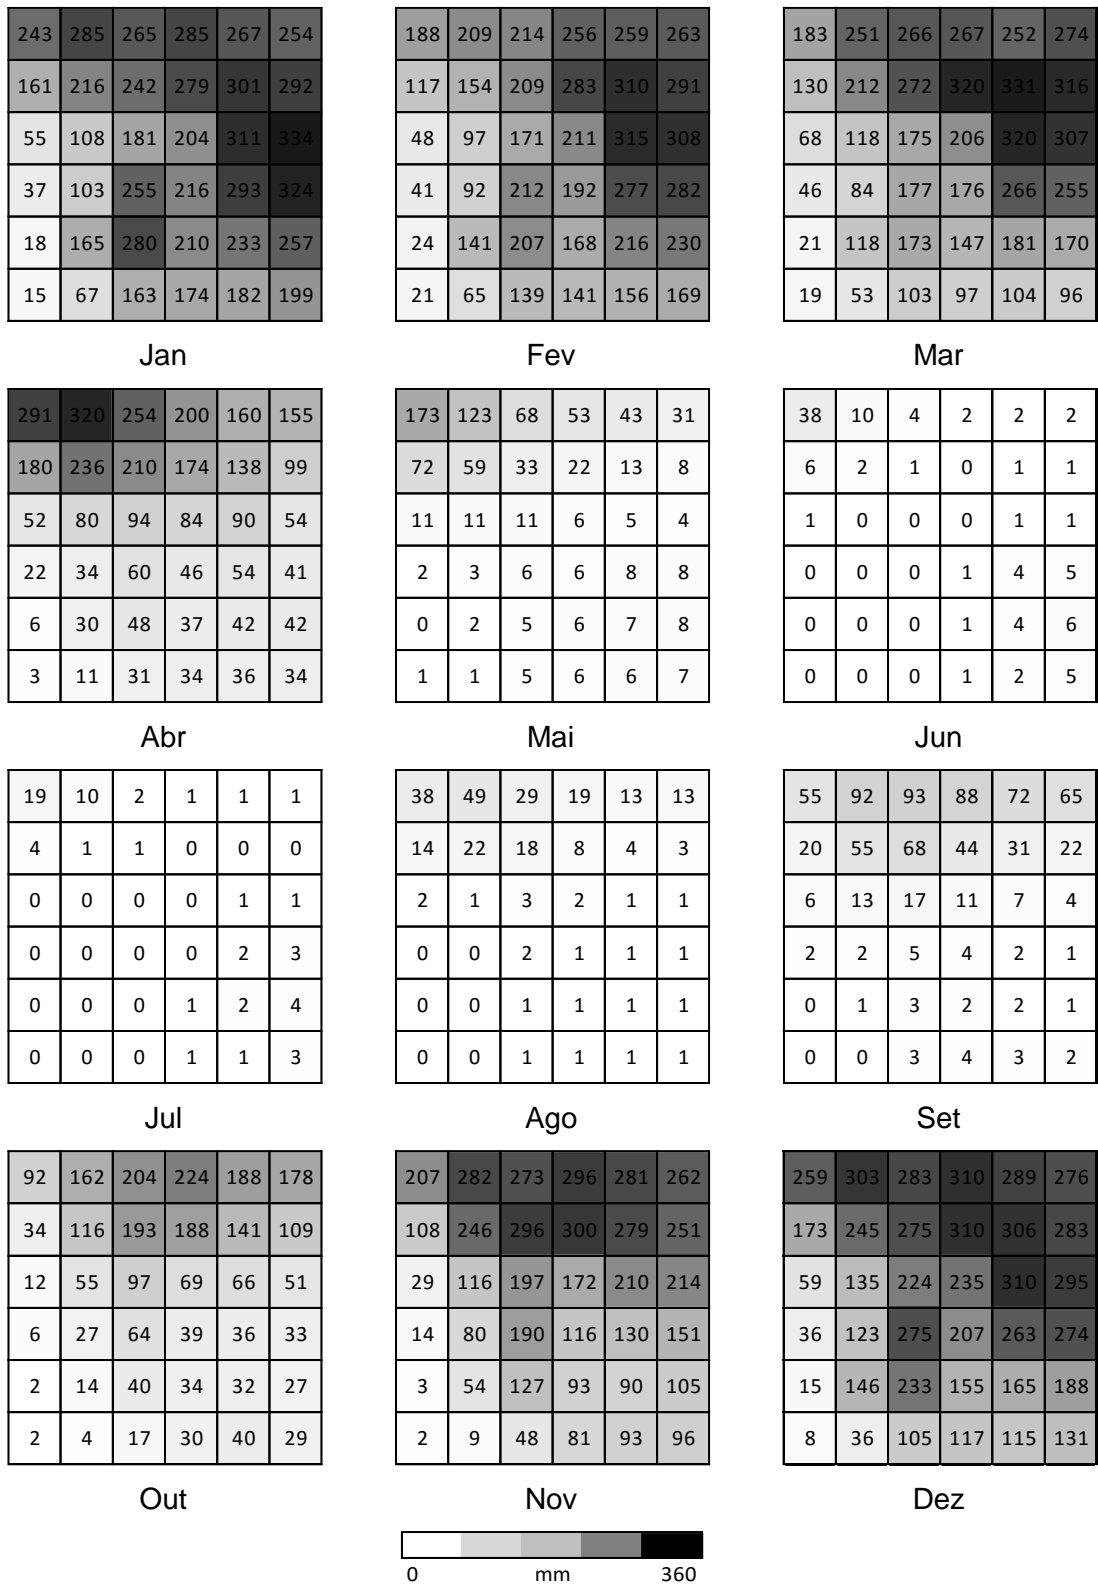 243 285 265 285 267 254 188 209 214 256 259 263 183 251 266 267 252 274
161 216 242 279 301 292 117 154 209 283 310 291 130 212 272 320 331 316
55 108 181 204 311 334 48 97 171 211 315 308 68 118 175 206 320 307
37 103 255 216 293 324 41 92 212 192 277 282 46 84 177 176 266 255
18 165 280 210 233 257 24 141 207 168 216 230 21 118 173 147 181 170
15 67 163 174 182 199 21 65 139 141 156 169 19 53 103 97 104 96
Jan Fev Mar
291 320 254 200 160 155 173 123 68 53 43 31 38 10 4 2 2 2
180 236 210 174 138 99 72 59 33 22 13 8 6 2 1 0 1 1
52 80 94 84 90 54 11 11 11 6 5 4 1 0 0 0 1 1
22 34 60 46 54 41 2 3 6 6 8 8 0 0 0 1 4 5
6 30 48 37 42 42 0 2 5 6 7 8 0 0 0 1 4 6
3 11 31 34 36 34 1 1 5 6 6 7 0 0 0 1 2 5
Abr Mai Jun
19 10 2 1 1 1 38 49 29 19 13 13 55 92 93 88 72 65
4 1 1 0 0 0 14 22 18 8 4 3 20 55 68 44 31 22
0 0 0 0 1 1 2 1 3 2 1 1 6 13 17 11 7 4
0 0 0 0 2 3 0 0 2 1 1 1 2 2 5 4 2 1
0 0 0 1 2 4 0 0 1 1 1 1 0 1 3 2 2 1
0 0 0 1 1 3 0 0 1 1 1 1 0 0 3 4 3 2
Jul Ago Set
92 162 204 224 188 178 207 282 273 296 281 262 259 303 283 310 289 276
34 116 193 188 141 109 108 246 296 300 279 251 173 245 275 310 306 283
12 55 97 69 66 51 29 116 197 172 210 214 59 135 224 235 310 295
6 27 64 39 36 33 14 80 190 116 130 151 36 123 275 207 263 274
2 14 40 34 32 27 3 54 127 93 90 105 15 146 233 155 165 188
2 4 17 30 40 29 2 9 48 81 93 96 8 36 105 117 115 131
Out Nov Dez
0 mm 360